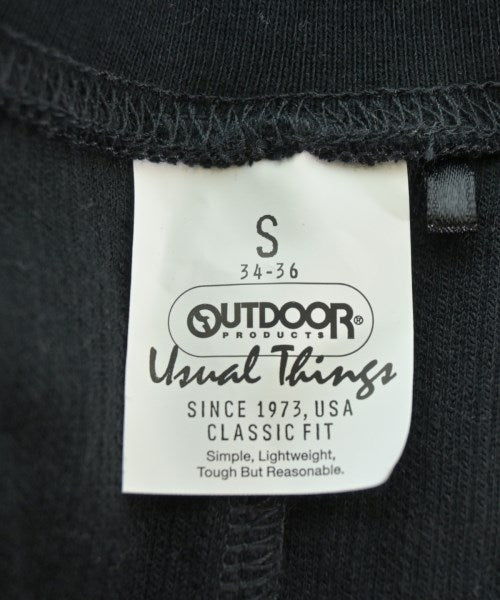 S
34-36
OUTDOOR®
PRODUCTS
Usual Things
SINCE 1973, USA
CLASSIC FIT
Simple, Lightweight,
Tough But Reasonable.